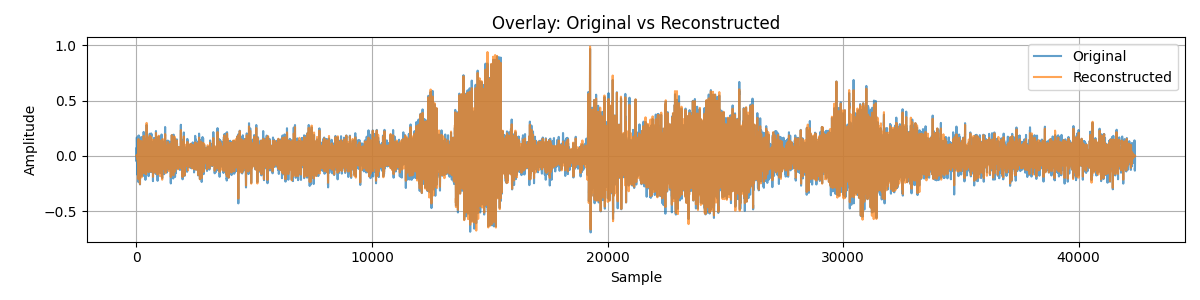 Overlay: Original vs Reconstructed
1.0
0.5
0.0
−0.5
Amplitude
Original
Reconstructed
0
10000
20000
30000
40000
Sample